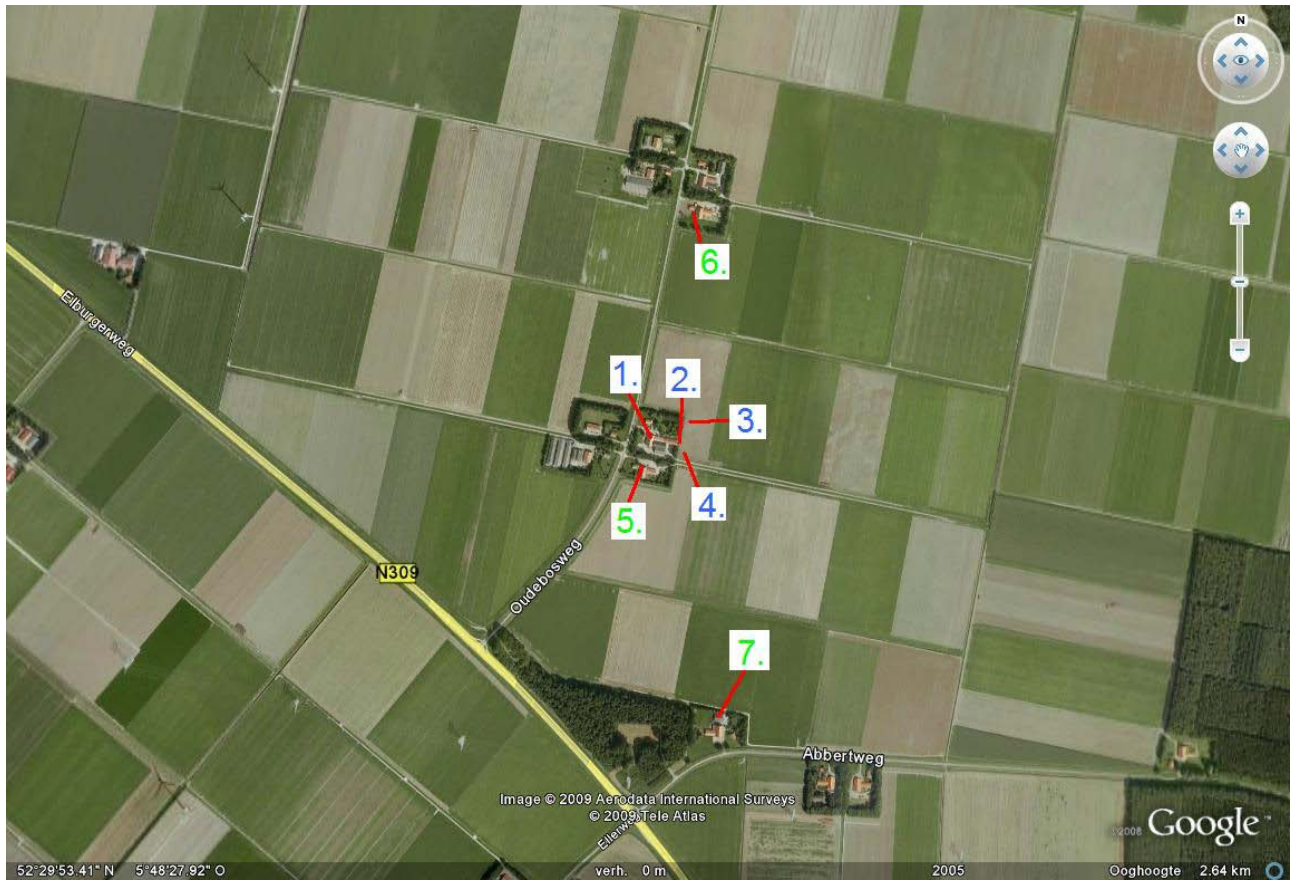 N
6.
Elburgerweg
1.
2.
3.
4.
5.
N309
Oudebosweg
7.
Abbertweg
Image © 2009 Aerodata International Surveys
© 2009 Tele Atlas
Eilerweg
©2008 Google
52°29'53.41" N 5°48'27.92" O verh. 0 m 2005 Ooghoogte 2.64 km